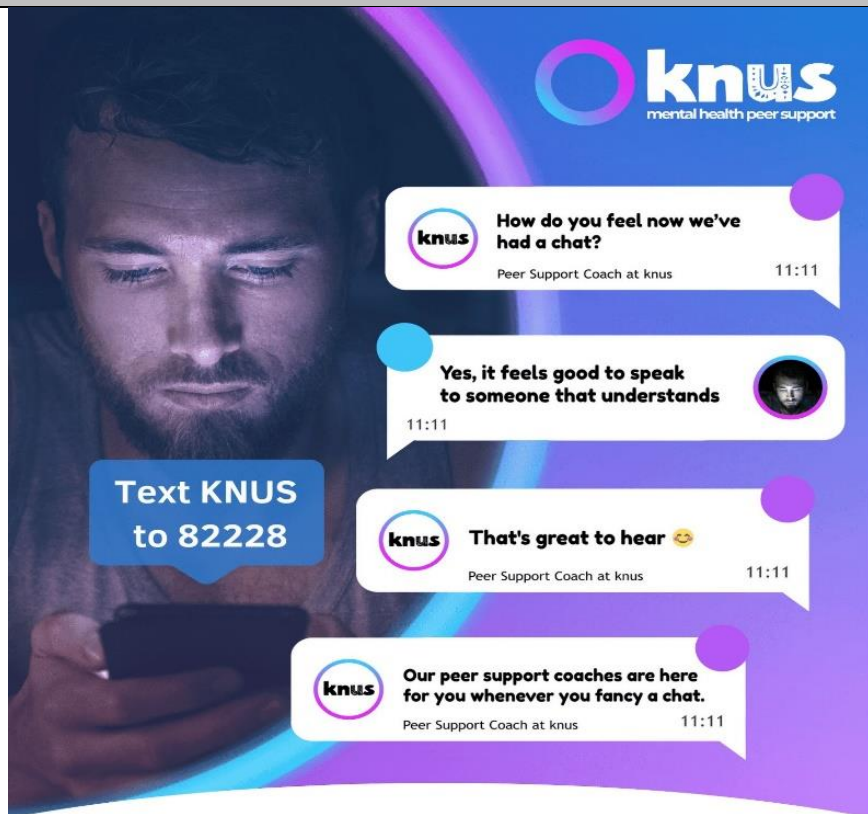 knus
mental health peer support
knus
How do you feel now we've
had a chat?
Peer Support Coach at knus
11:11
Yes, it feels good to speak
to someone that understands
11:11
Text KNUS
to 82228
knus
That's great to hear 😊
Peer Support Coach at knus
11:11
knus
Our peer support coaches are here
for you whenever you fancy a chat.
Peer Support Coach at knus
11:11